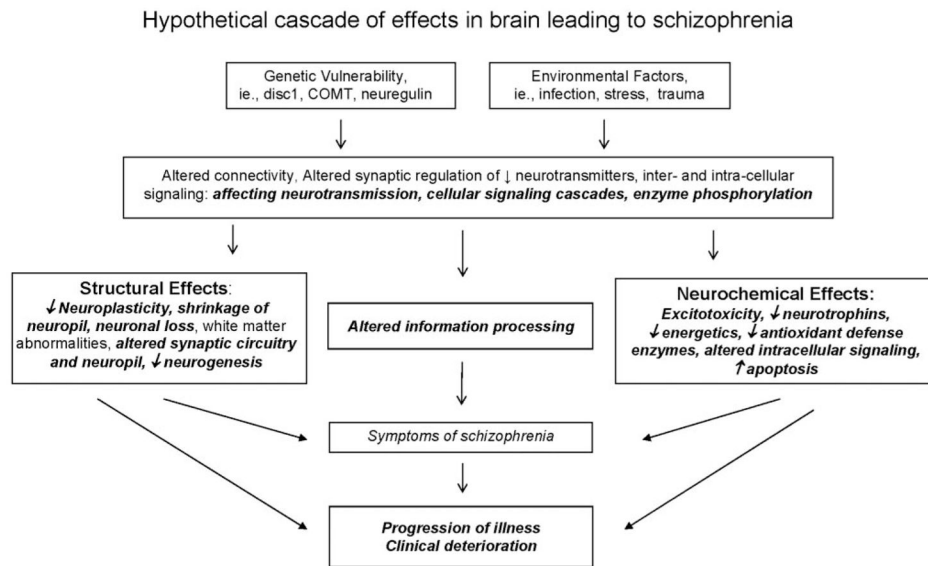 Hypothetical cascade of effects in brain leading to schizophrenia
Genetic Vulnerability,
ie., disc1, COMT, neuregulin
Environmental Factors,
ie., infection, stress, trauma
Altered connectivity, Altered synaptic regulation of ↓ neurotransmitters, inter- and intra-cellular
signaling: affecting neurotransmission, cellular signaling cascades, enzyme phosphorylation
Structural Effects:
↓Neuroplasticity, shrinkage of
neuropil, neuronal loss, white matter
abnormalities, altered synaptic circuitry
and neuropil, ↓ neurogenesis
Altered information processing
Neurochemical Effects:
Excitotoxicity, ↓neurotrophins,
↓energetics, ↓antioxidant defense
enzymes, altered intracellular signaling,
↑apoptosis
Symptoms of schizophrenia
Progression of illness
Clinical deterioration